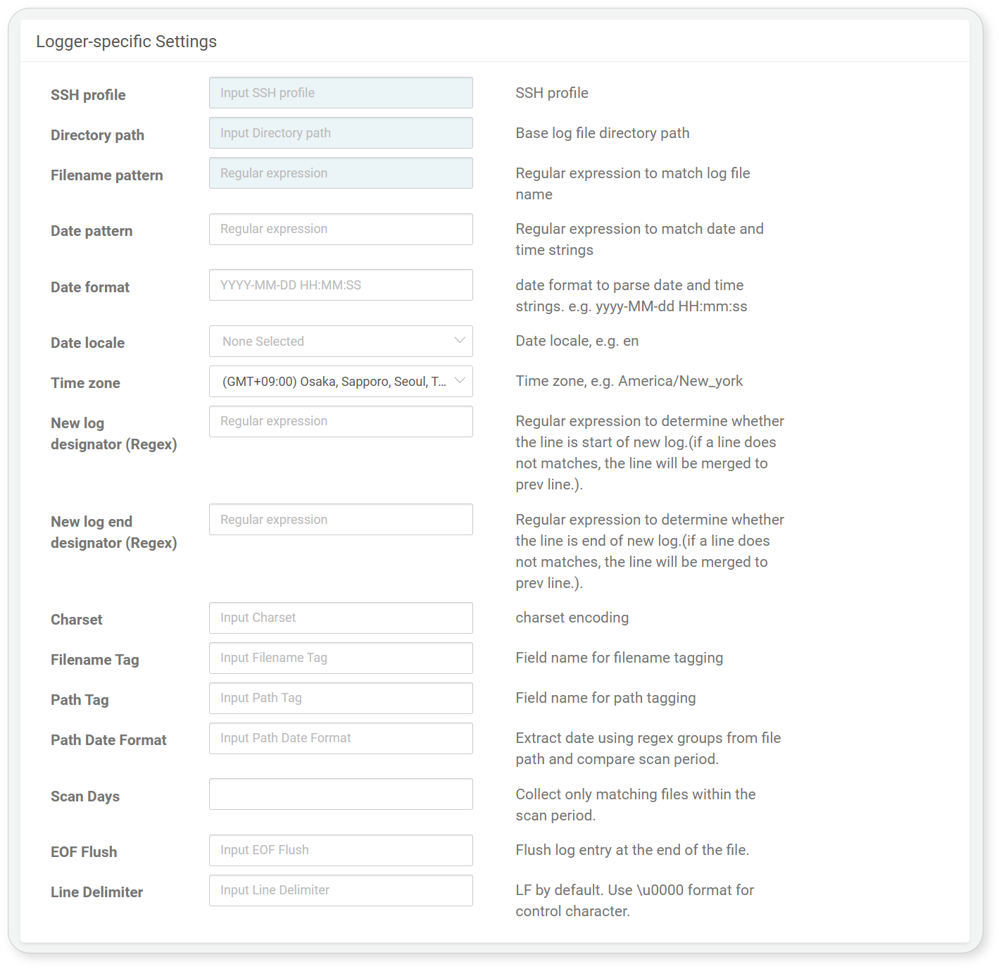 Logger-specific Settings
SSH profile
Input SSH profile
SSH profile
Directory path
Input Directory path
Base log file directory path
Filename pattern
Regular expression
Regular expression to match log file
name
Date pattern
Regular expression
Regular expression to match date and
time strings
Date format
YYYY-MM-DD HH:MM:SS
date format to parse date and time
strings. e.g. yyyy-MM-dd HH:mm:ss
Date locale
None Selected
Date locale, e.g. en
Time zone
(GMT+09:00) Osaka, Sapporo, Seoul, T...
Time zone, e.g. America/New_york
New log
designator (Regex)
Regular expression
Regular expression to determine whether
the line is start of new log.(if a line does
not matches, the line will be merged to
prev line.).
New log end
designator (Regex)
Regular expression
Regular expression to determine whether
the line is end of new log.(if a line does
not matches, the line will be merged to
prev line.).
Charset
Input Charset
charset encoding
Filename Tag
Input Filename Tag
Field name for filename tagging
Path Tag
Input Path Tag
Field name for path tagging
Path Date Format
Input Path Date Format
Extract date using regex groups from file
path and compare scan period.
Scan Days
Collect only matching files within the
scan period.
EOF Flush
Input EOF Flush
Flush log entry at the end of the file.
Line Delimiter
Input Line Delimiter
LF by default. Use \u0000 format for
control character.